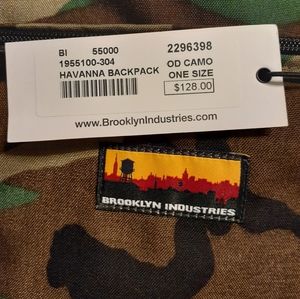 BI 55000 2296398
1955100-304 OD CAMO
HAVANNA BACKPACK ONE SIZE
$128.00
www.BrooklynIndustries.com
BROOKLYN INDUSTRIES